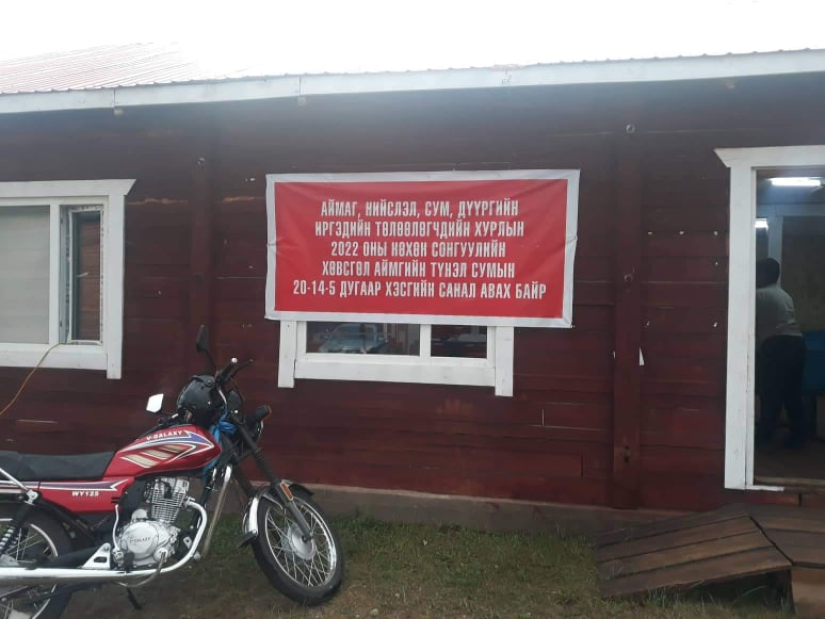 АЙМАГ, НИЙСЛЭЛ, СУМ, ДҮҮРГИЙН
ИРГЭДИЙН ТӨЛӨӨЛӨГЧДИЙН ХУРЛЫН
2022 ОНЫ НӨХӨН СОНГУУЛИЙН
ХӨВСГӨЛ АЙМГИЙН ТҮНЭЛ СУМЫН
20-14-5 ДУГААР ХЭСГИЙН САНАЛ АВАХ БАЙР
V-GALAXY
WY125